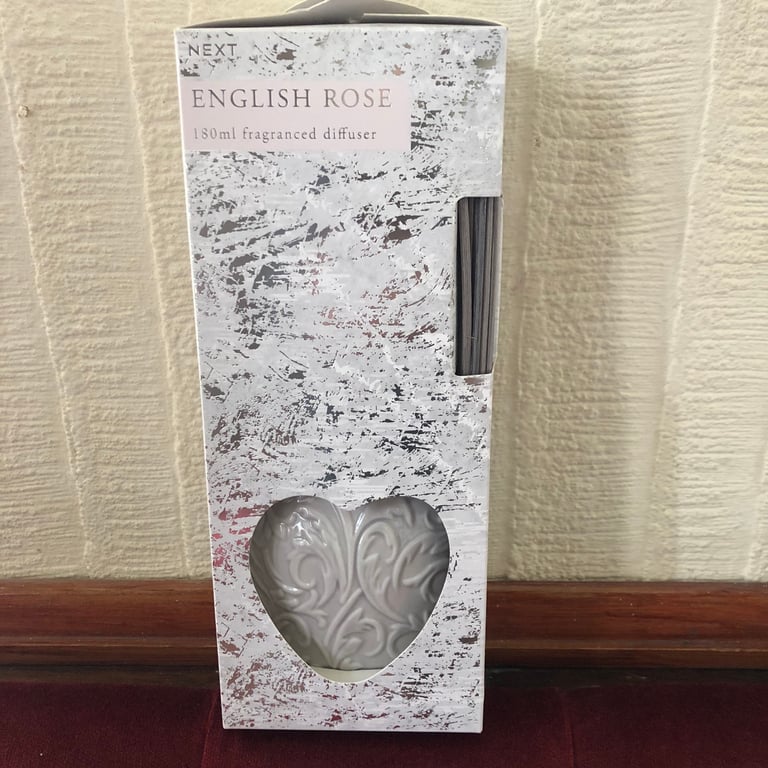 NEXT
ENGLISH ROSE
180ml fragranced diffuser